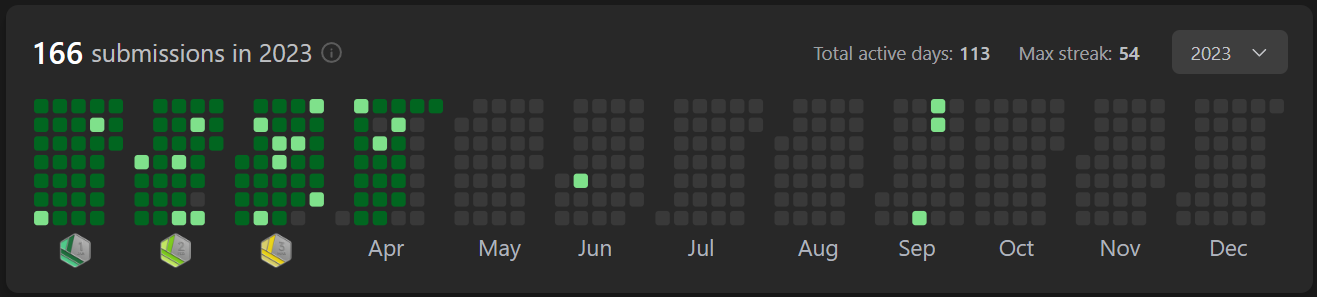 166 submissions in 2023
Total active days: 113 Max streak: 54 2023
1 2 3 Apr May Jun Jul Aug Sep Oct Nov Dec